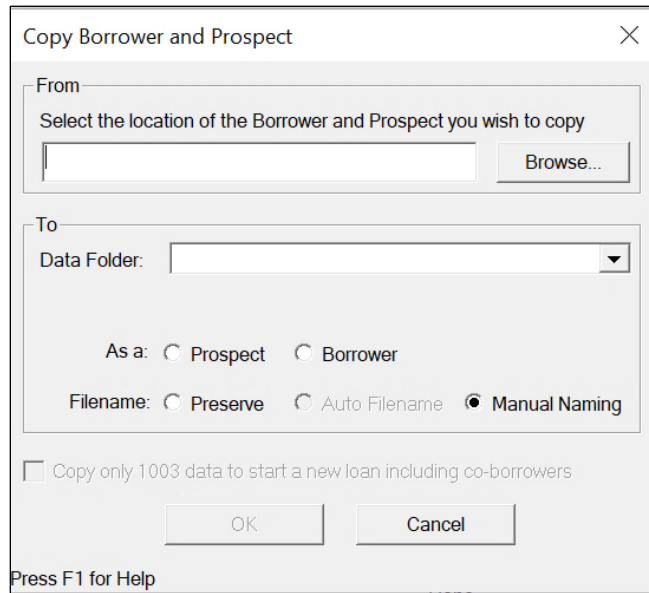 Copy Borrower and Prospect
From
Select the location of the Borrower and Prospect you wish to copy
Browse...
To
Data Folder:
As a: Prospect Borrower
Filename: Preserve Auto Filename Manual Naming
Copy only 1003 data to start a new loan including co-borrowers
OK Cancel
Press F1 for Help